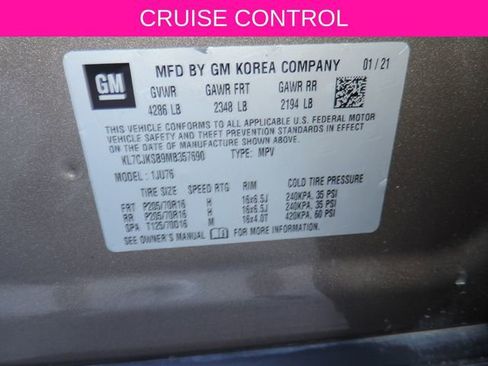 CRUISE CONTROL
GM
MFD BY GM KOREA COMPANY 01/21
GVWR GAWR FRT GAWR RR
4286 LB 2348 LB 2194 LB
THIS VEHICLE CONFORMS TO ALL APPLICABLE U.S. FEDERAL MOTOR
VEHICLE SAFETY, BUMPER, AND THEFT PREVENTION STANDARDS IN
EFFECT ON THE DATE OF MANUFACTURE SHOWN ABOVE.
KL7CJKSB9MB357690 TYPE: MPV
MODEL: 1JU76
TIRE SIZE SPEED RTG RIM COLD TIRE PRESSURE
FRT P205/70R16 H 16x6.5J 240KPA, 35 PSI
RR P205/70R16 H 16x6.5J 240KPA, 35 PSI
SPA T125/70D16 M 16x4.0T 420KPA, 60 PSI
SEE OWNER'S MANUAL FOR MORE INFORMATION.